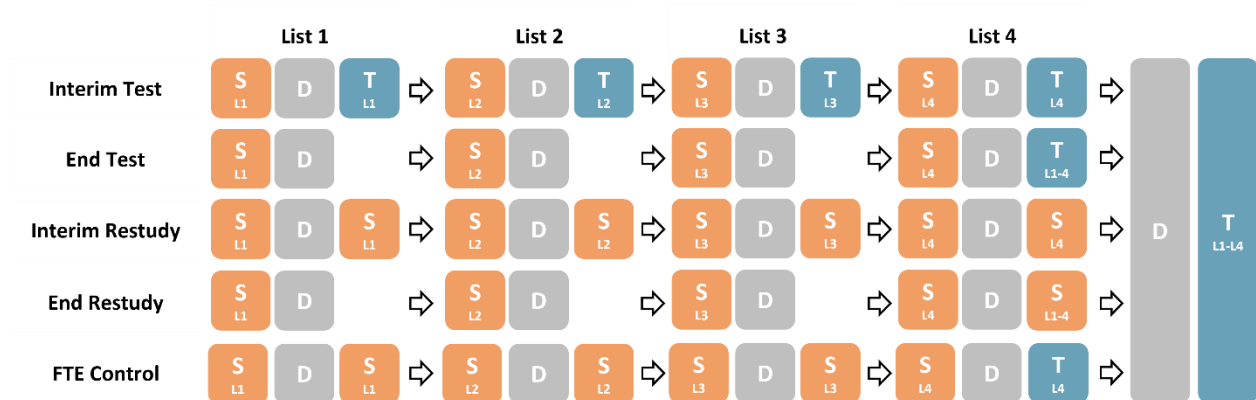 List 1 List 2 List 3 List 4
Interim Test S L1 D T L1 S L2 D T L2 S L3 D T L3 S L4 D T L4
End Test S L1 D S L2 D S L3 D S L4 D T L1-4
Interim Restudy S L1 D S L1 S L2 D S L2 S L3 D S L3 S L4 D S L4 D T L1-L4
End Restudy S L1 D S L2 D S L3 D S L4 D S L1-4
FTE Control S L1 D S L1 S L2 D S L2 S L3 D S L3 S L4 D T L4